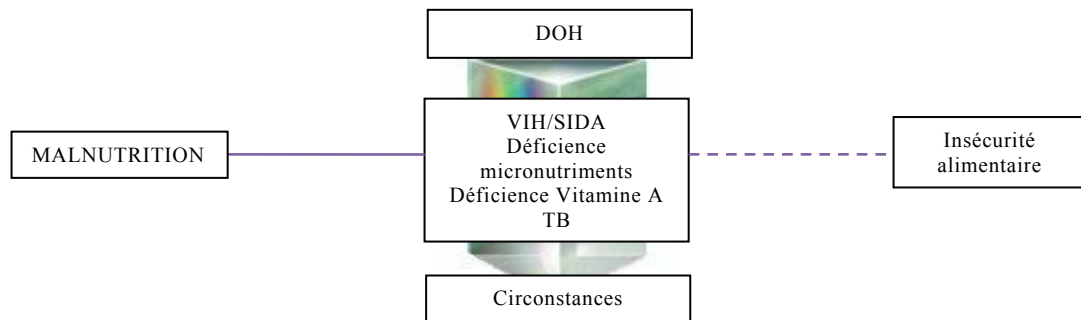 DOH
MALNUTRITION
VIH/SIDA
Déficience
micronutriments
Déficience Vitamine A
TB
Insécurité
alimentaire
Circonstances